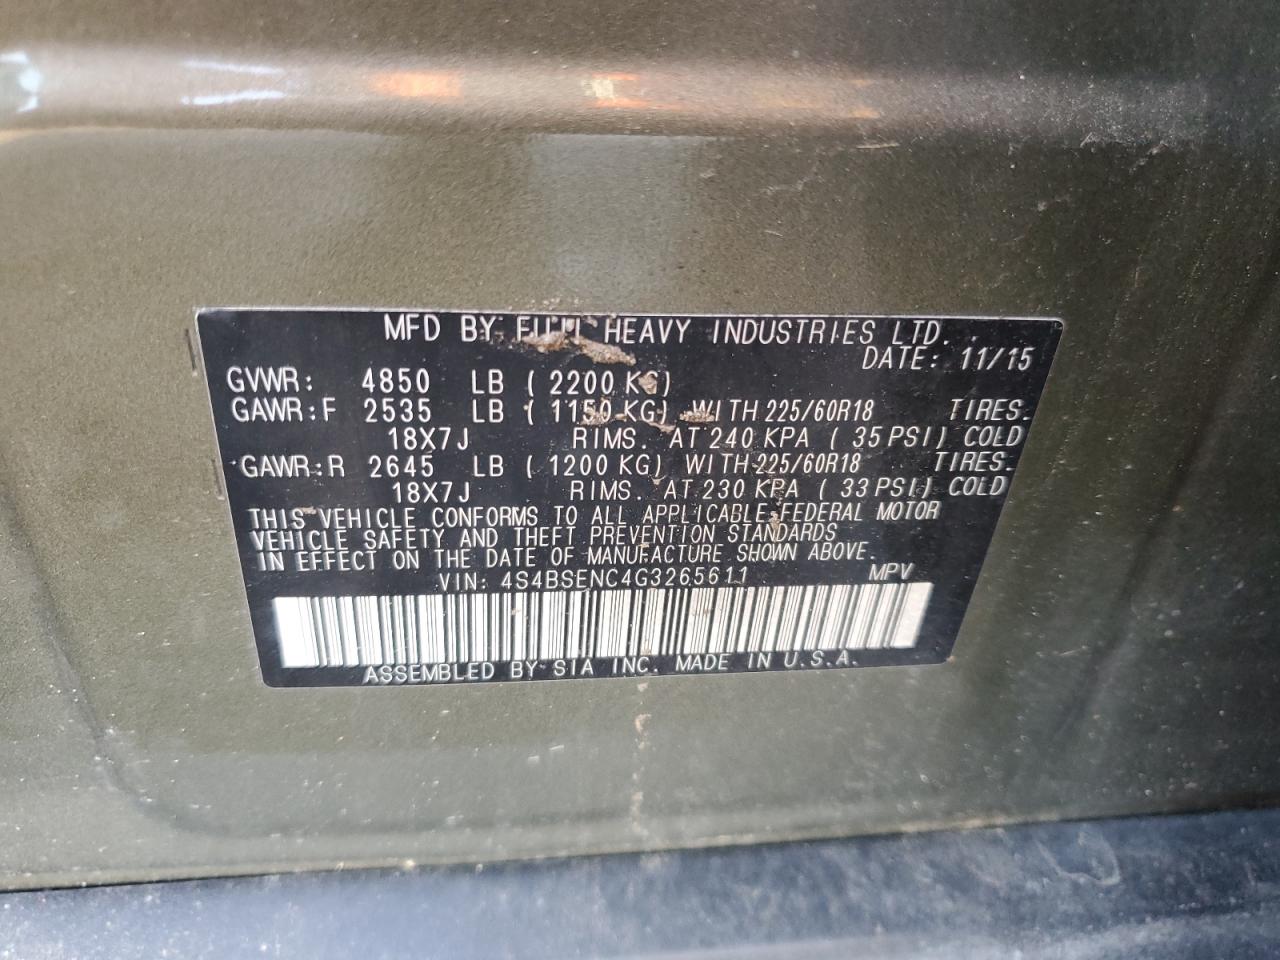 MFD BY FUJI HEAVY INDUSTRIES LTD.
DATE: 11/15
GVWR: 4850 LB (2200 KG)
GAWR:F 2535 LB (1150 KG) WITH 225/60R18 TIRES.
18X7J RIMS. AT 240 KPA (35 PSI) COLD
GAWR:R 2645 LB (1200 KG) WITH 225/60R18 TIRES.
18X7J RIMS. AT 230 KPA (33 PSI) COLD
THIS VEHICLE CONFORMS TO ALL APPLICABLE FEDERAL MOTOR
VEHICLE SAFETY AND THEFT PREVENTION STANDARDS
IN EFFECT ON THE DATE OF MANUFACTURE SHOWN ABOVE.
VIN: 4S4BSENC4G3265611 MPV
ASSEMBLED BY SIA INC. MADE IN U.S.A.